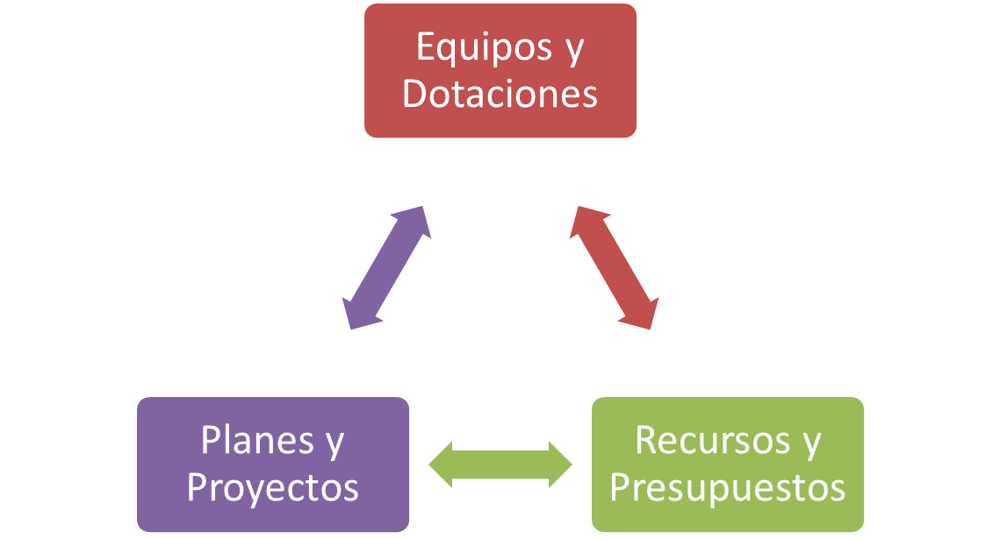 Equipos y
Dotaciones
Planes y
Proyectos
Recursos y
Presupuestos